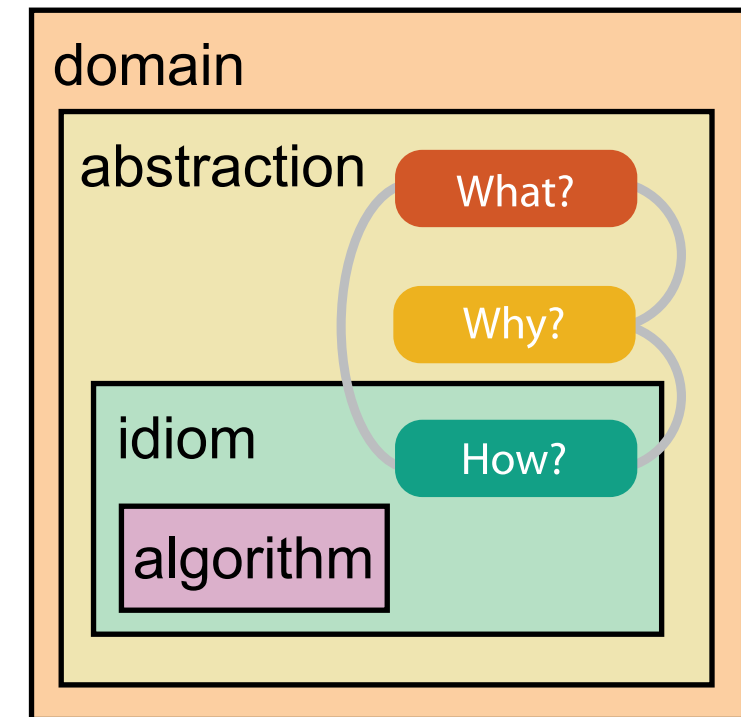 domain
abstraction
What?
Why?
idiom
How?
algorithm